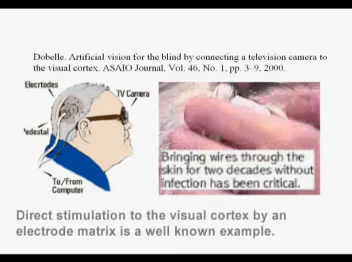 Dobelle. Artificial vision for the blind by connecting a television camera to
the visual cortex. ASAIO Journal, Vol. 46, No. 1, pp. 3–9, 2000.
Elecrtodes
TV Camera
Pedestal
To/From
Computer
Bringing wires through the
skin for two decades without
infection has been critical.
Direct stimulation to the visual cortex by an
electrode matrix is a well known example.